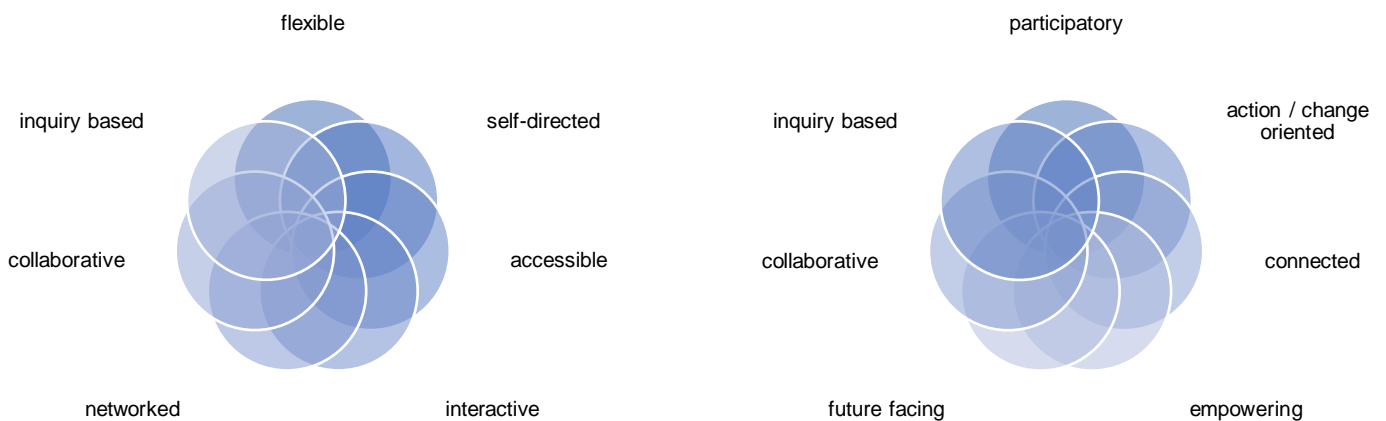 flexible
inquiry based
self-directed
collaborative
accessible
networked
interactive
participatory
inquiry based
action / change
oriented
collaborative
connected
future facing
empowering